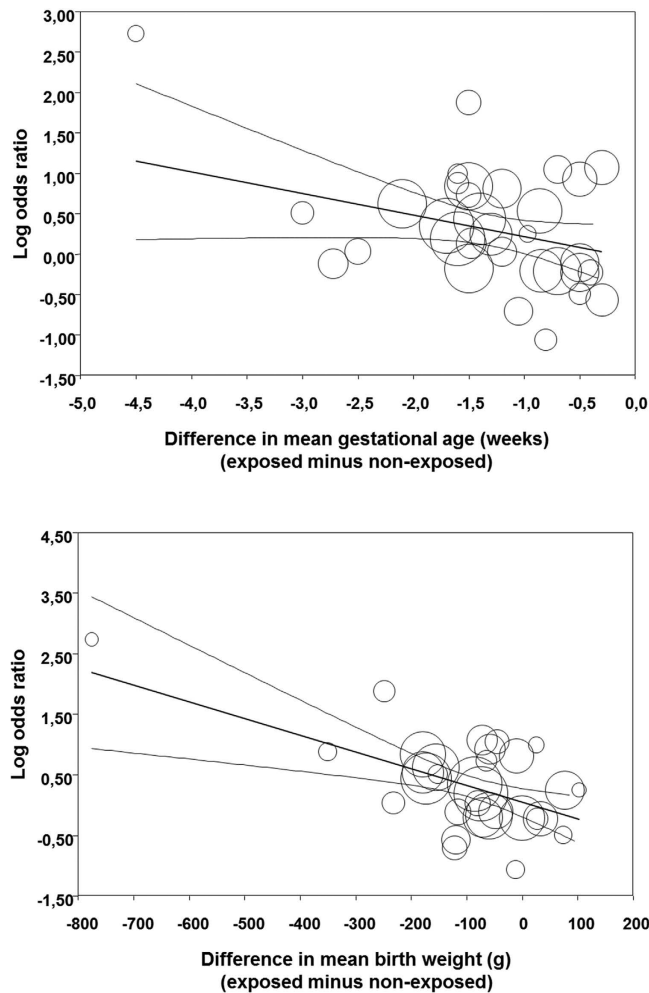 Log odds ratio
3,00
2,50
2,00
1,50
1,00
0,50
0,00
-0,50
-1,00
-1,50
-5,0 -4,5 -4,0 -3,5 -3,0 -2,5 -2,0 -1,5 -1,0 -0,5 0,0
Difference in mean gestational age (weeks)
(exposed minus non-exposed)
Log odds ratio
4,50
3,50
2,50
1,50
0,50
-0,50
-1,50
-800 -700 -600 -500 -400 -300 -200 -100 0 100 200
Difference in mean birth weight (g)
(exposed minus non-exposed)